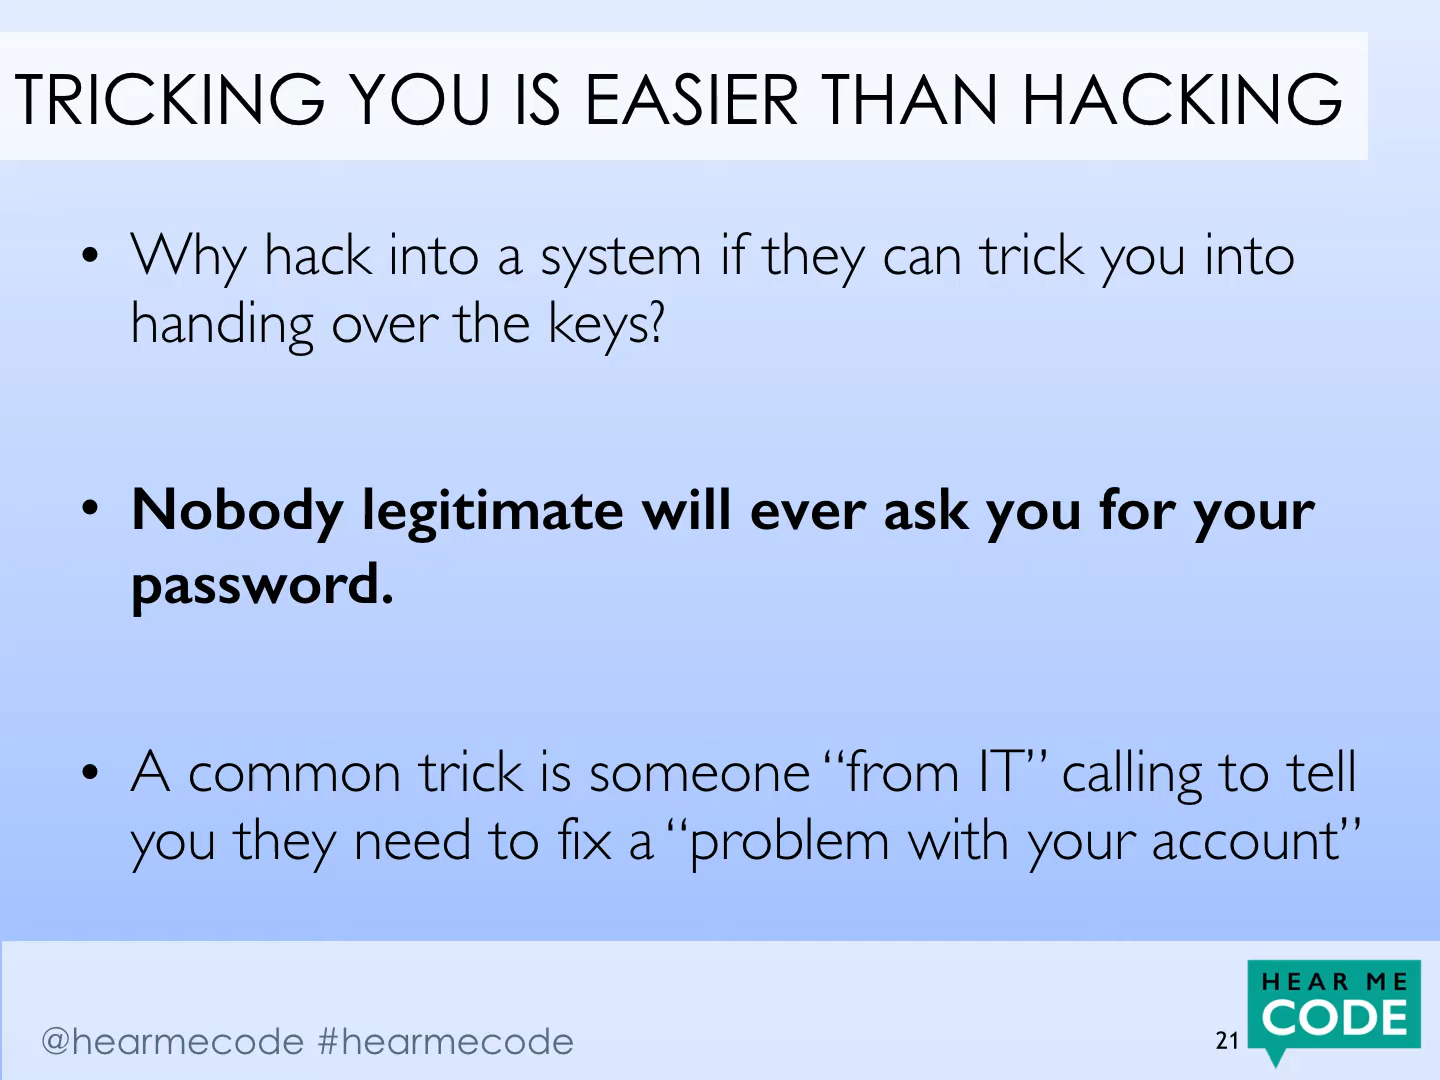 TRICKING YOU IS EASIER THAN HACKING
• Why hack into a system if they can trick you into
handing over the keys?
• Nobody legitimate will ever ask you for your
password.
• A common trick is someone “from IT” calling to tell
you they need to fix a “problem with your account”
@hearmecode #hearmecode
21
HEAR ME
CODE